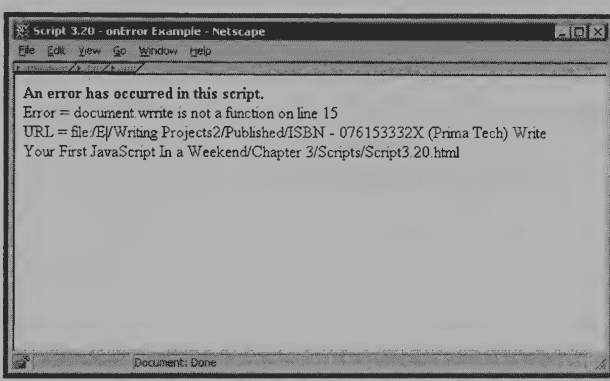 Script 3.20 - onError Example - Netscape
File Edit View Go Window Help
An error has occurred in this script.
Error = document.wrrite is not a function on line 15
URL = file:/E|/Writing Projects2/Published/ISBN - 076153332X (Prima Tech) Write
Your First JavaScript In a Weekend/Chapter 3/Scripts/Script3.20.html
Document: Done